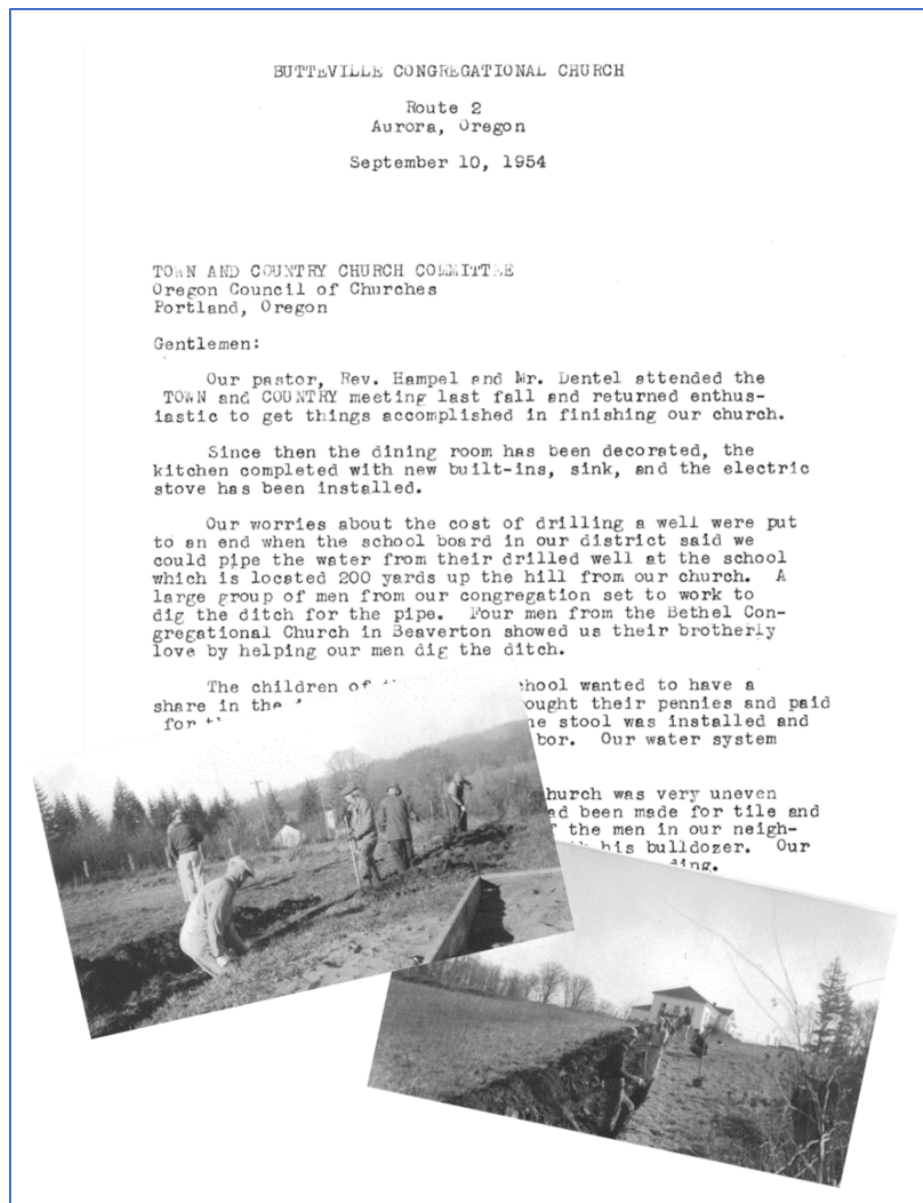 BUTTEVILLE CONGREGATIONAL CHURCH
Route 2
Aurora, Oregon
September 10, 1954
TOWN AND COUNTRY CHURCH COMMITTEE
Oregon Council of Churches
Portland, Oregon
Gentlemen:
Our pastor, Rev. Hampel and Mr. Dentel attended the
TOWN and COUNTRY meeting last fall and returned enthus-
iastic to get things accomplished in finishing our church.
Since then the dining room has been decorated, the
kitchen completed with new built-ins, sink, and the electric
stove has been installed.
Our worries about the cost of drilling a well were put
to an end when the school board in our district said we
could pipe the water from their drilled well at the school
which is located 200 yards up the hill from our church. A
large group of men from our congregation set to work to
dig the ditch for the pipe. Four men from the Bethel Con-
gregational Church in Beaverton showed us their brotherly
love by helping our men dig the ditch.
The children of wanted to have a
share in the their pennies and paid
for stool was installed and
Our water system
was very uneven
been made for tile and
the men in our neigh-
his bulldozer. Our